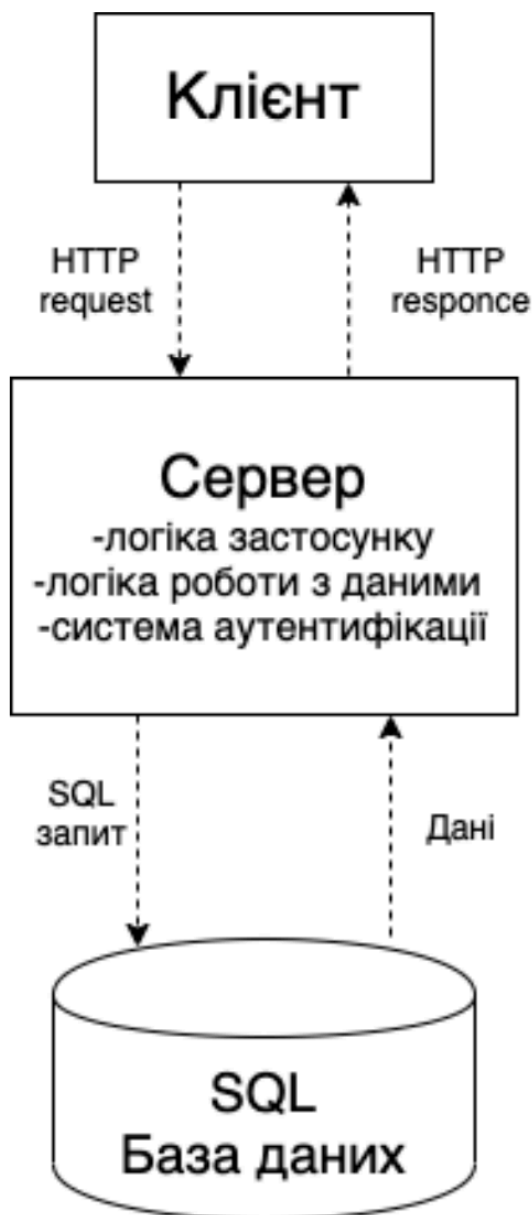 Клієнт
HTTP
request
HTTP
responce
Сервер
-логіка застосунку
-логіка роботи з даними
-система аутентифікації
SQL
запит
Дані
SQL
База даних